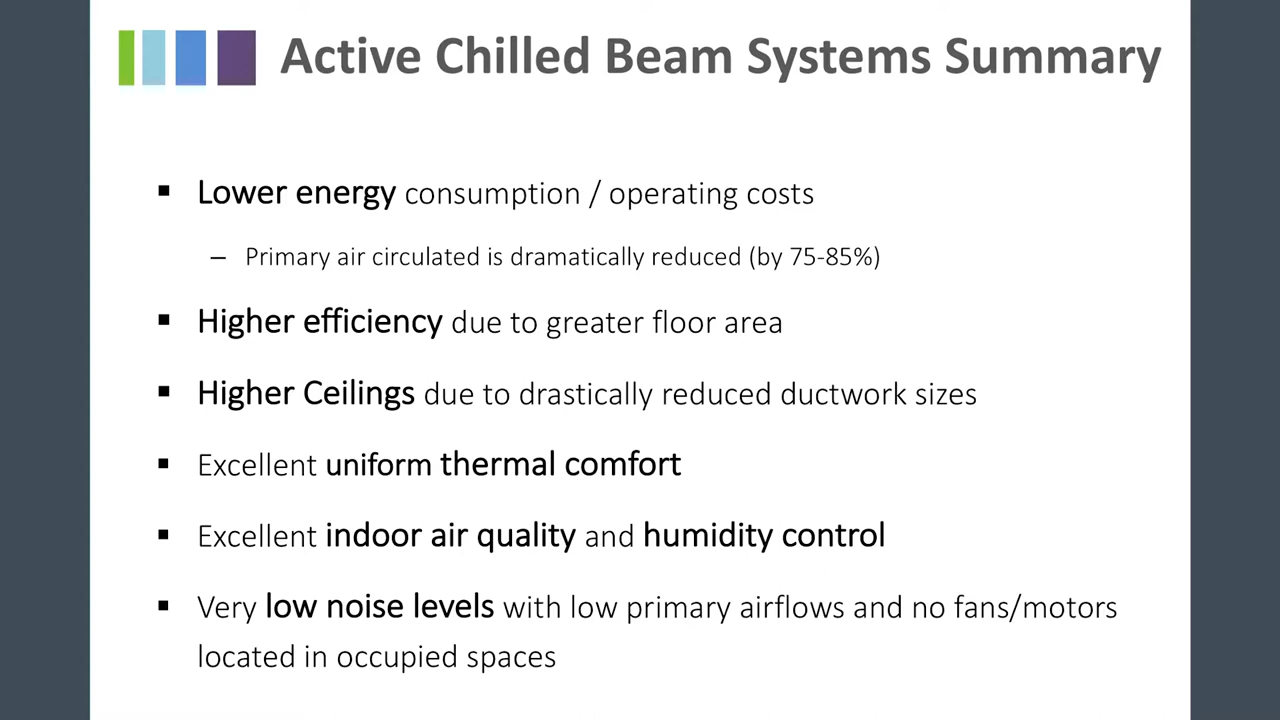 Active Chilled Beam Systems Summary
▪ Lower energy consumption / operating costs
– Primary air circulated is dramatically reduced (by 75-85%)
▪ Higher efficiency due to greater floor area
▪ Higher Ceilings due to drastically reduced ductwork sizes
▪ Excellent uniform thermal comfort
▪ Excellent indoor air quality and humidity control
▪ Very low noise levels with low primary airflows and no fans/motors
located in occupied spaces